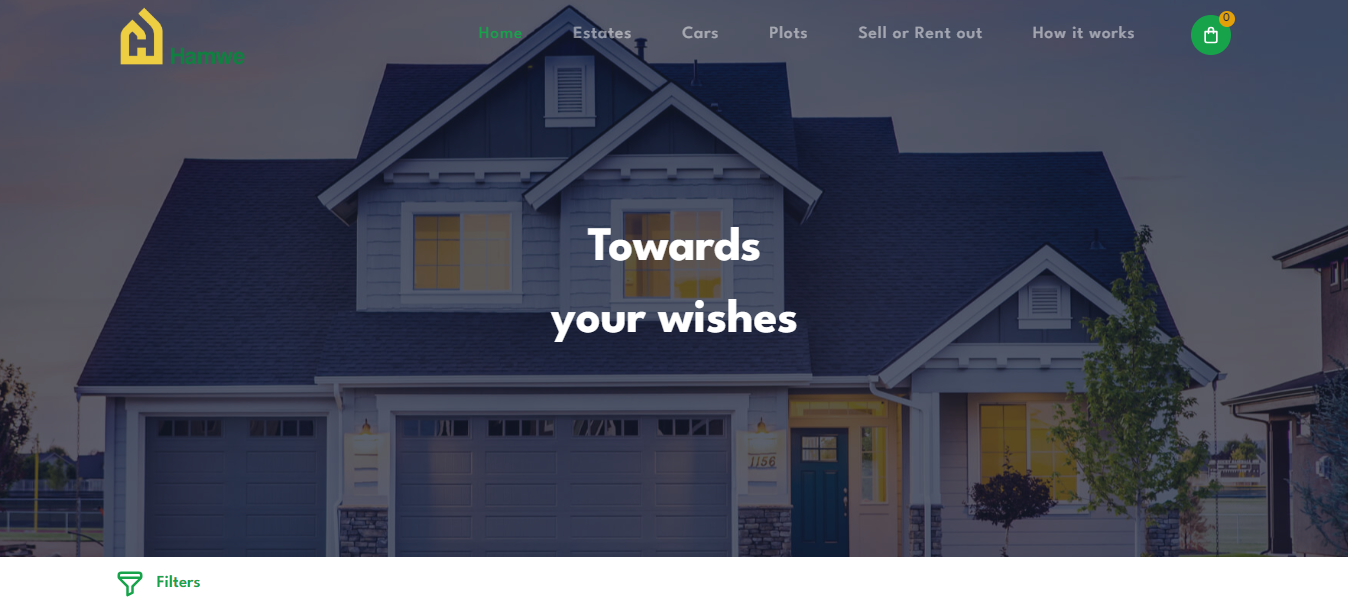 Hamwe
Home
Estates
Cars
Plots
Sell or Rent out
How it works
0
Towards
your wishes
1156
Filters